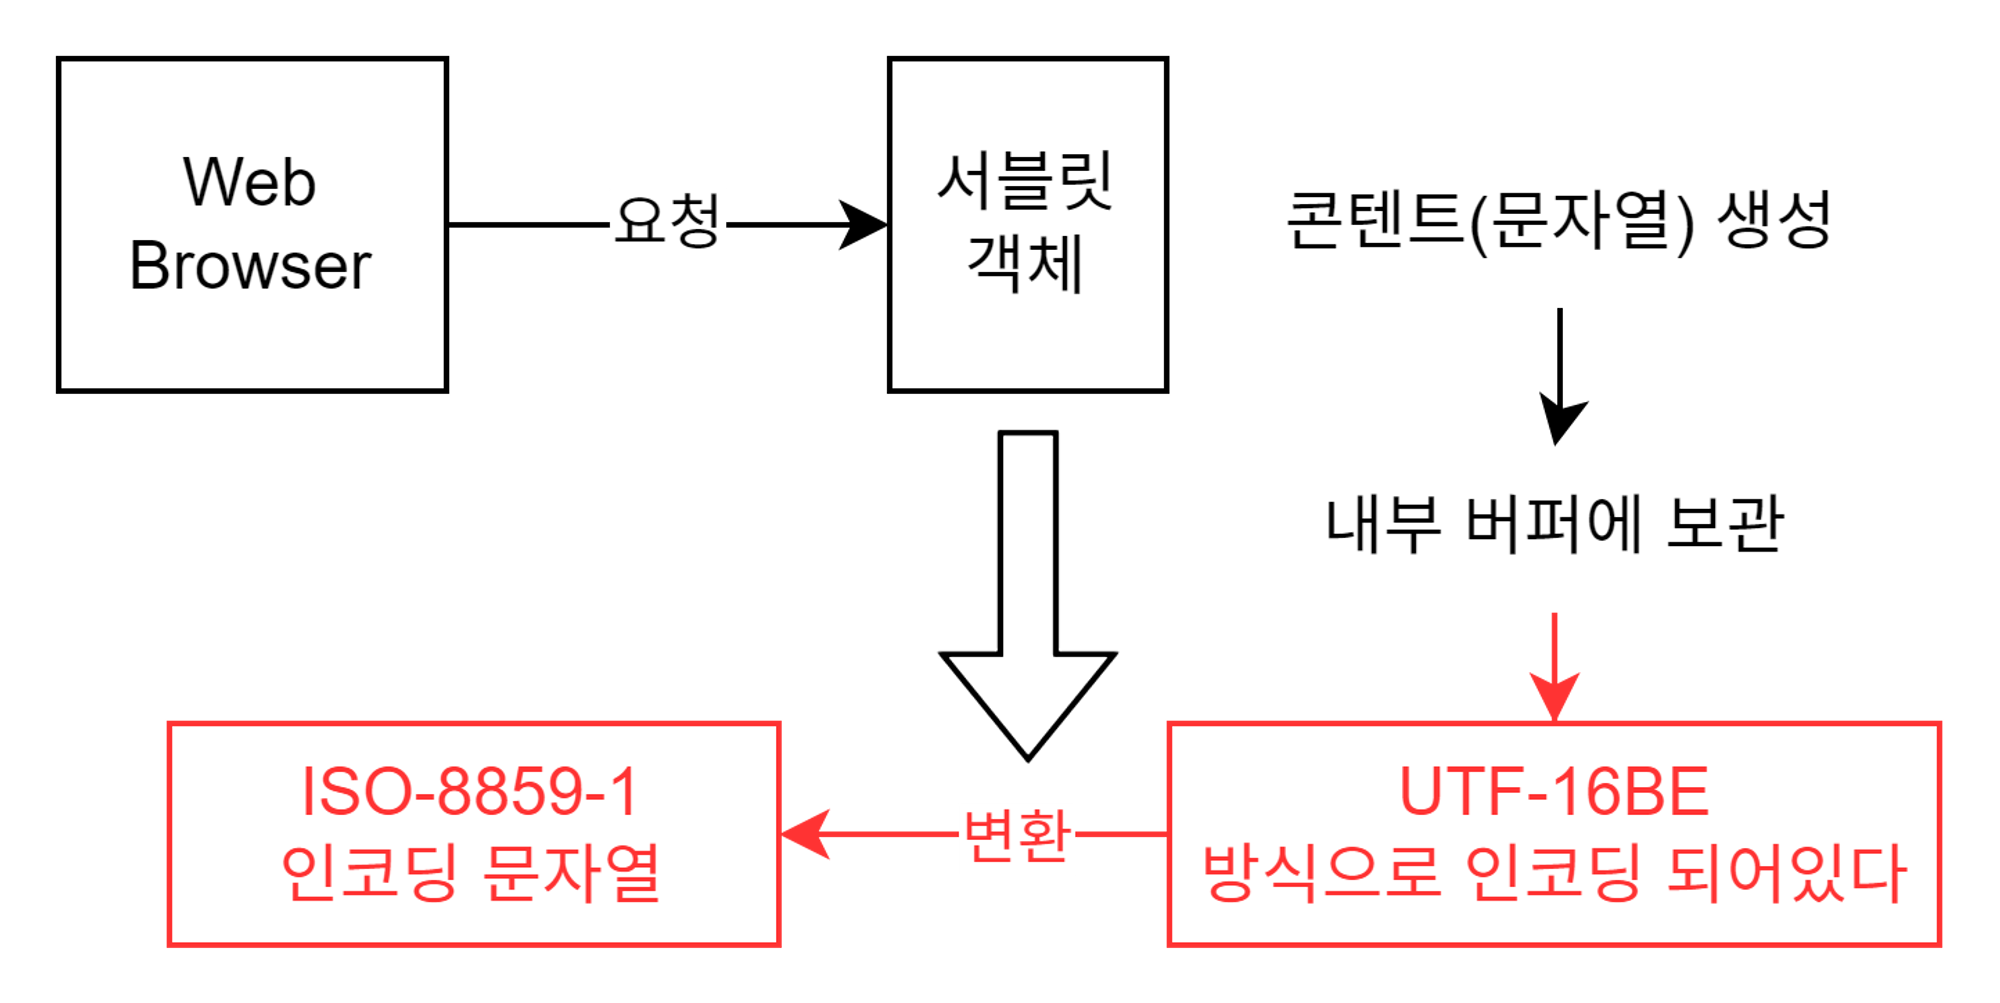 Web
Browser
요청
서블릿
객체
콘텐트(문자열) 생성
내부 버퍼에 보관
UTF-16BE
방식으로 인코딩 되어있다
변환
ISO-8859-1
인코딩 문자열